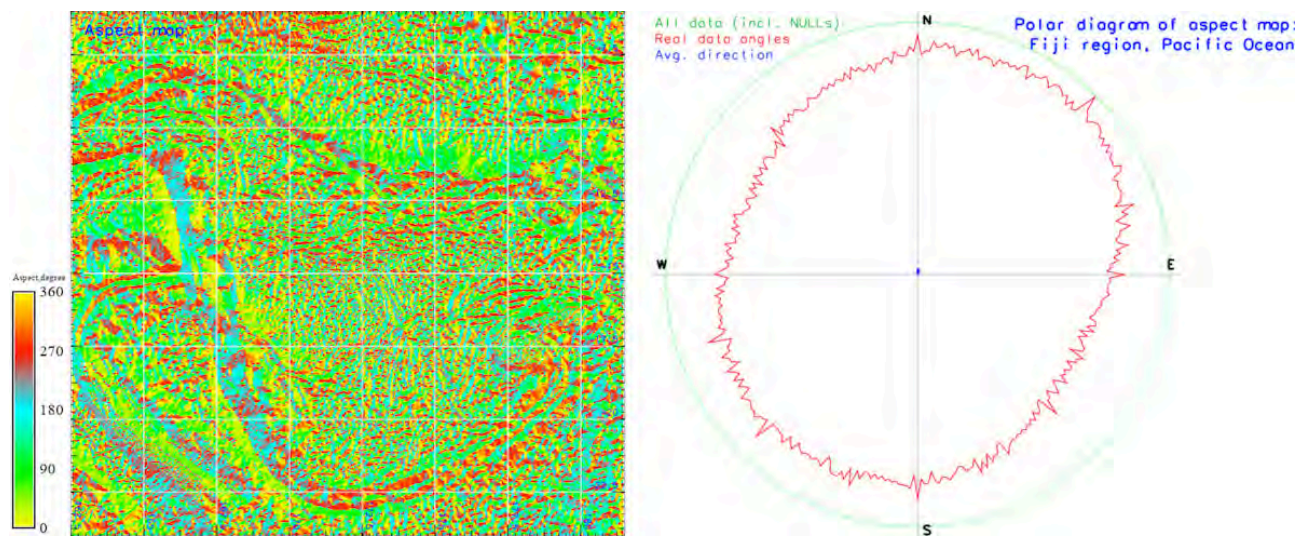 Aspect map
Aspect,degree
360
270
180
90
0
All data (incl. NULLs)
Real data angles
Avg. direction
Polar diagram of aspect map:
Fiji region, Pacific Ocean
N
W
E
S